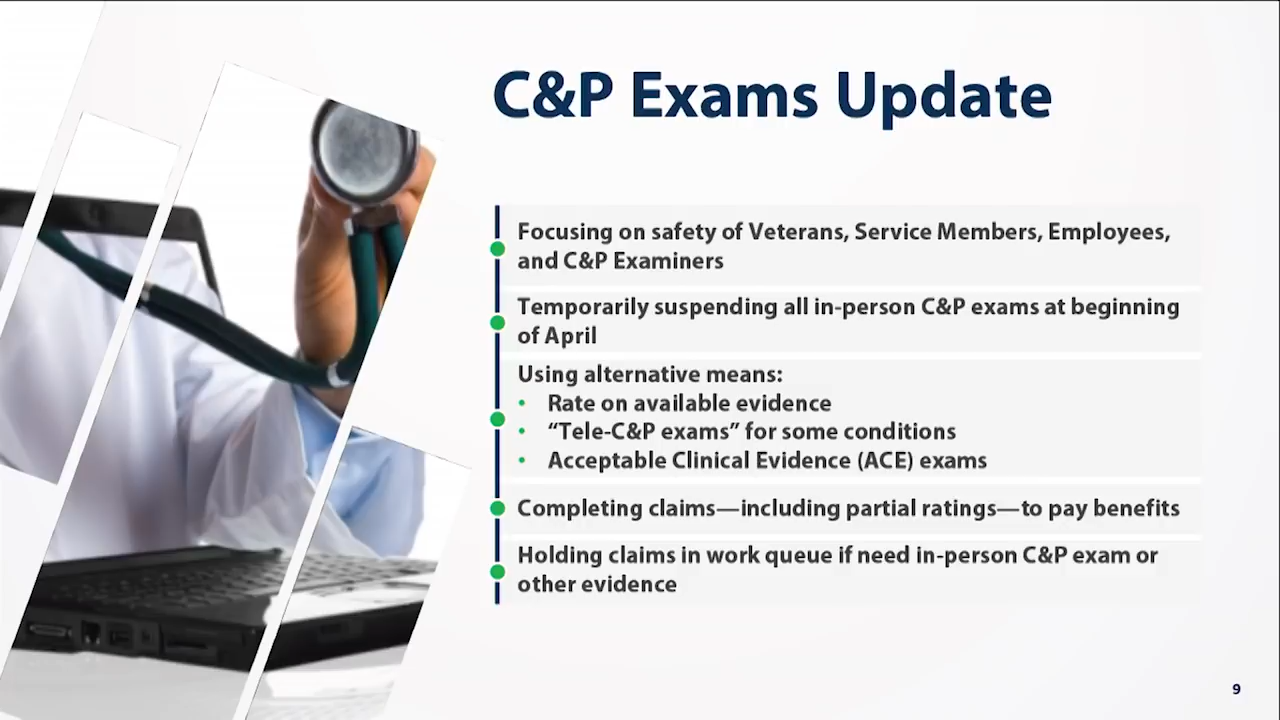 C&P Exams Update
Focusing on safety of Veterans, Service Members, Employees,
and C&P Examiners
Temporarily suspending all in-person C&P exams at beginning
of April
Using alternative means:
• Rate on available evidence
• “Tele-C&P exams” for some conditions
• Acceptable Clinical Evidence (ACE) exams
Completing claims—including partial ratings—to pay benefits
Holding claims in work queue if need in-person C&P exam or
other evidence
9